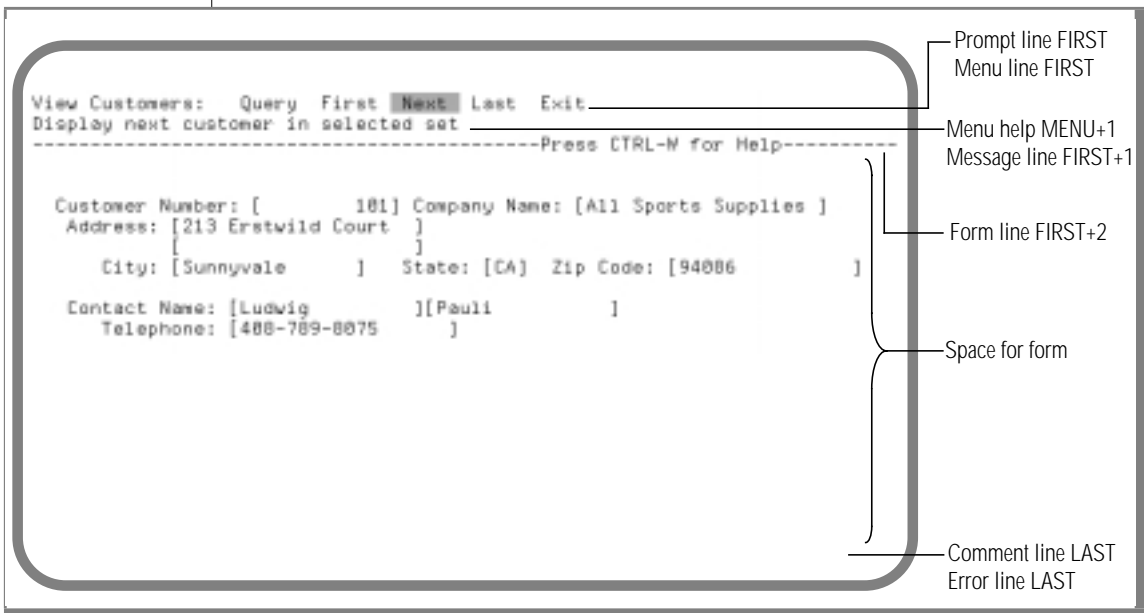 Prompt line FIRST
Menu line FIRST
View Customers: Query First Next Last Exit
Display next customer in selected set
Menu help MENU+1
Message line FIRST+1
---------------------------------------------Press CTRL-W for Help----------
Customer Number: [ 101] Company Name: [All Sports Supplies ]
Address: [213 Erstwild Court ]
[ ]
Form line FIRST+2
City: [Sunnyvale ] State: [CA] Zip Code: [94086 ]
Contact Name: [Ludwig ][Pauli ]
Telephone: [408-789-8075 ]
Space for form
Comment line LAST
Error line LAST